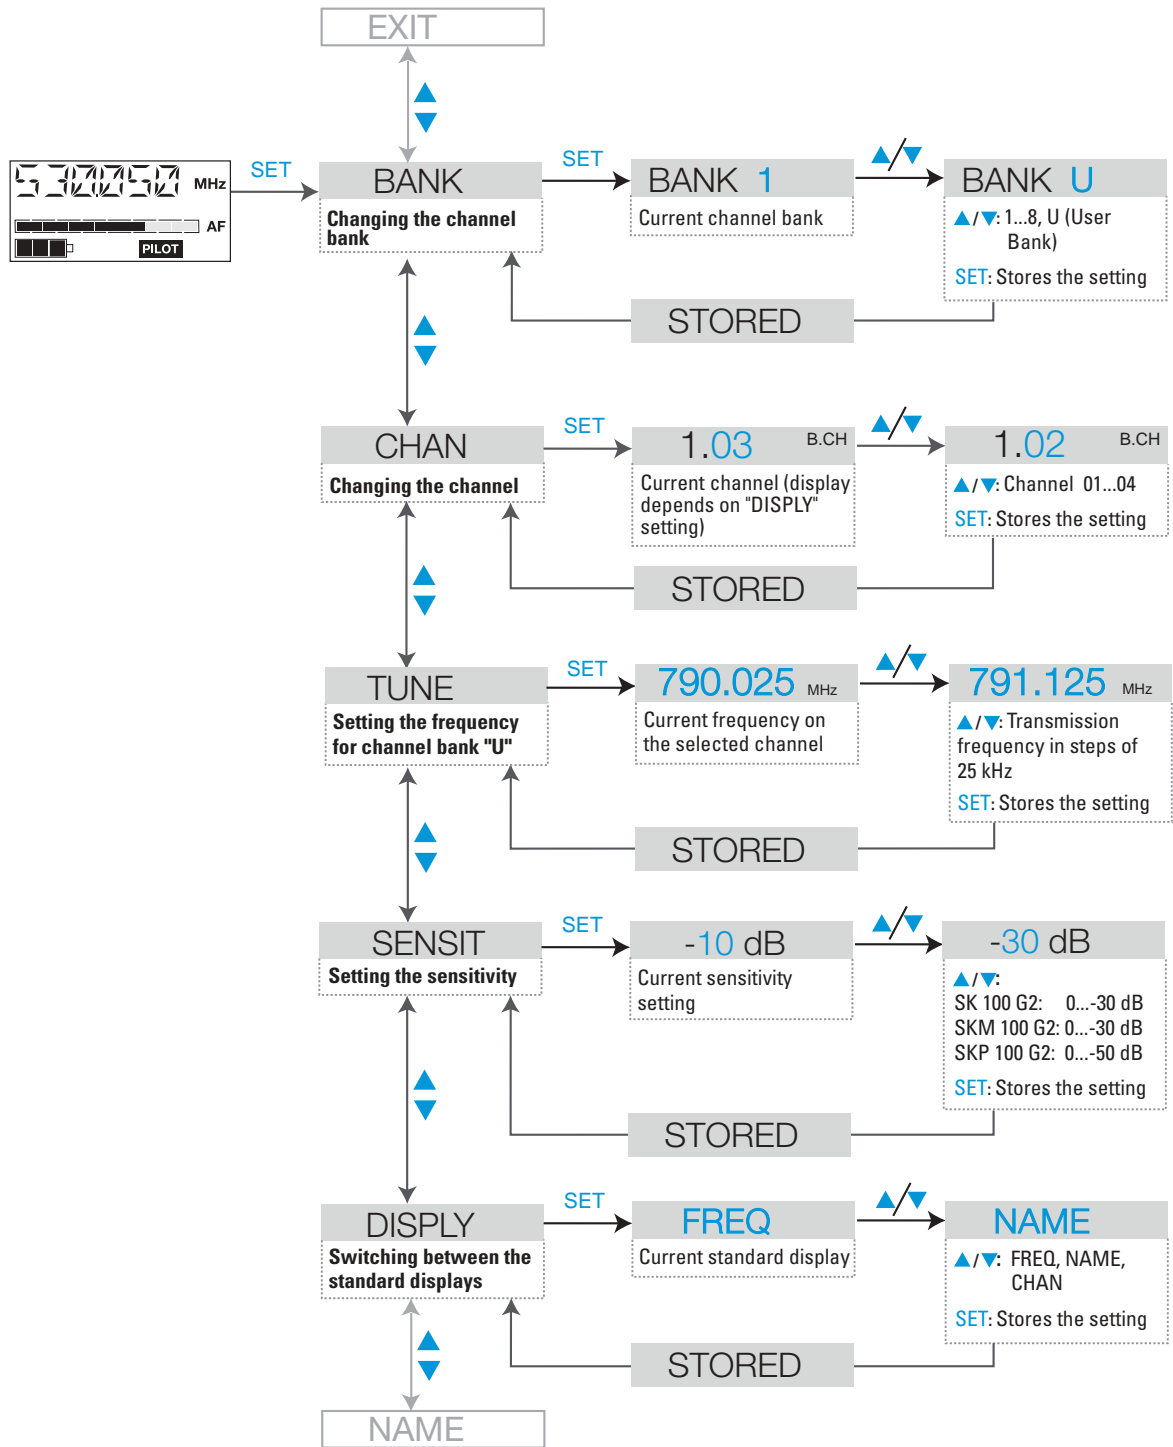 EXIT
530.050 MHz
AF
PILOT
SET
BANK
Changing the channel
bank
SET
BANK 1
Current channel bank
▲/▼
BANK U
▲/▼: 1...8, U (User
Bank)
SET: Stores the setting
STORED
CHAN
Changing the channel
SET
1.03 B.CH
Current channel (display
depends on "DISPLY"
setting)
▲/▼
1.02 B.CH
▲/▼: Channel 01...04
SET: Stores the setting
STORED
TUNE
Setting the frequency
for channel bank "U"
SET
790.025 MHz
Current frequency on
the selected channel
▲/▼
791.125 MHz
▲/▼: Transmission
frequency in steps of
25 kHz
SET: Stores the setting
STORED
SENSIT
Setting the sensitivity
SET
-10 dB
Current sensitivity
setting
▲/▼
-30 dB
▲/▼:
SK 100 G2: 0...-30 dB
SKM 100 G2: 0...-30 dB
SKP 100 G2: 0...-50 dB
SET: Stores the setting
STORED
DISPLY
Switching between the
standard displays
SET
FREQ
Current standard display
▲/▼
NAME
▲/▼: FREQ, NAME,
CHAN
SET: Stores the setting
STORED
NAME